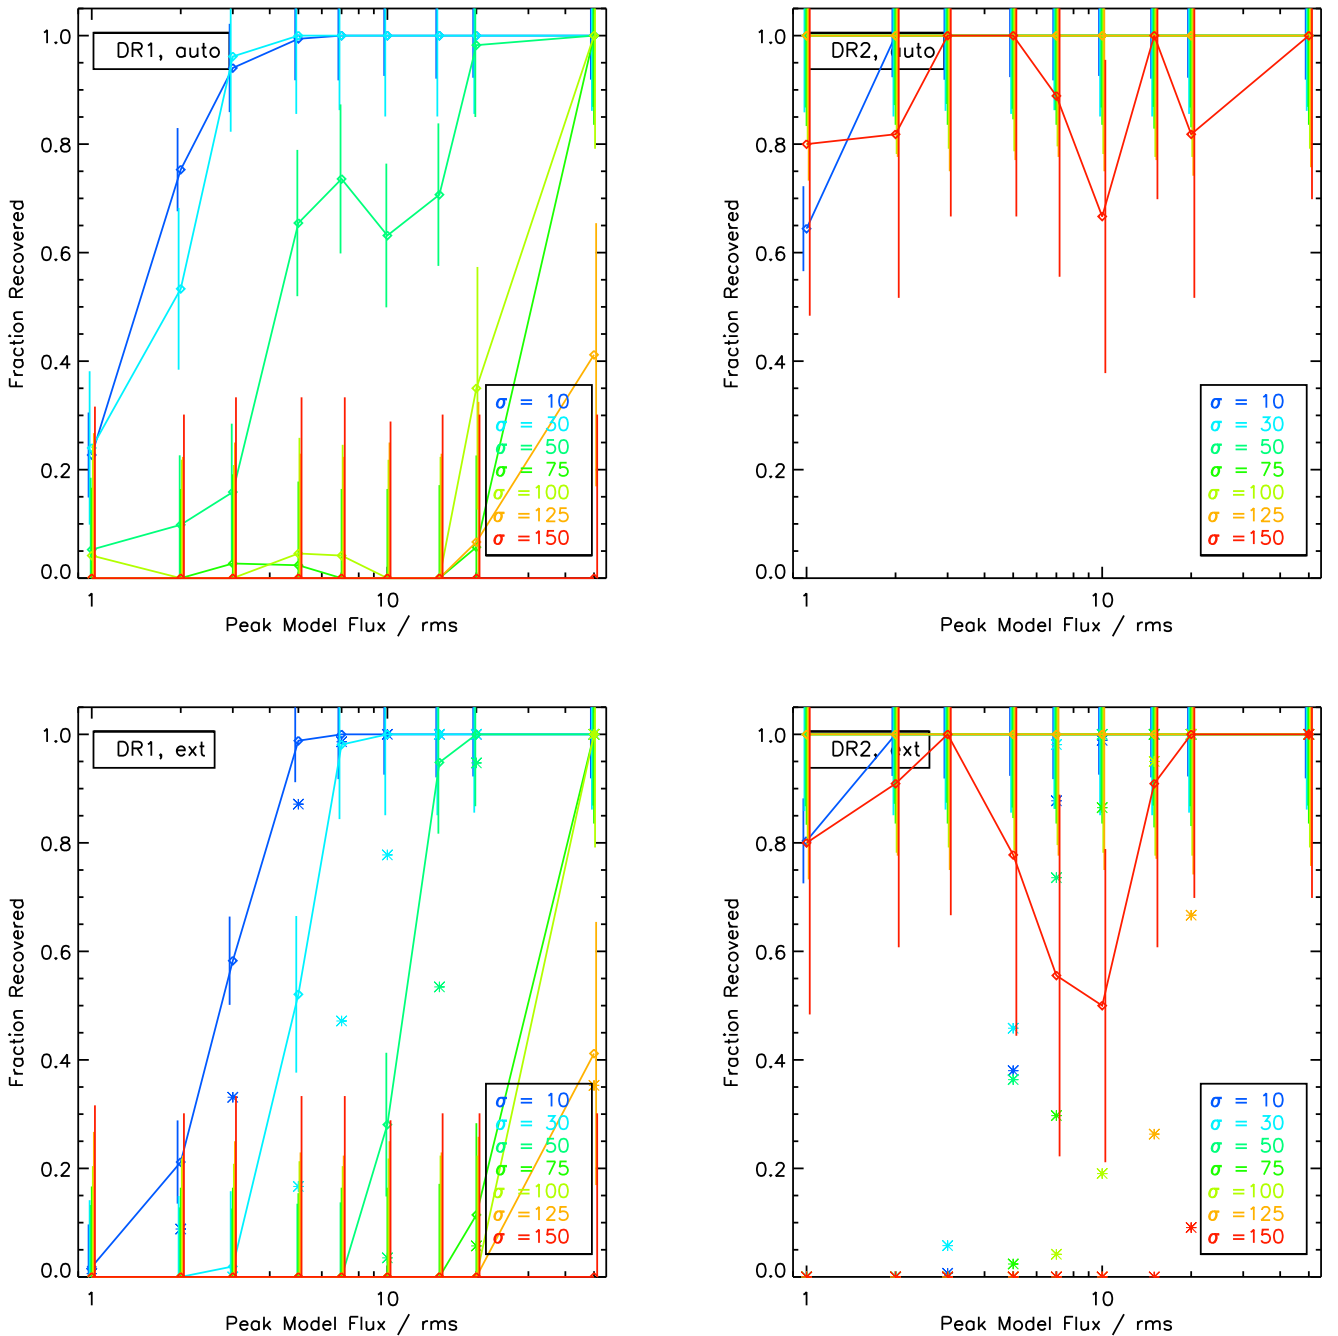 DR1, auto
1.0
0.8
0.6
0.4
0.2
0.0
Fraction Recovered
σ = 10
σ = 30
σ = 50
σ = 75
σ =100
σ =125
σ =150
1
10
Peak Model Flux / rms
DR2, auto
1.0
0.8
0.6
0.4
0.2
0.0
Fraction Recovered
σ = 10
σ = 30
σ = 50
σ = 75
σ =100
σ =125
σ =150
1
10
Peak Model Flux / rms
DR1, ext
1.0
0.8
0.6
0.4
0.2
0.0
Fraction Recovered
σ = 10
σ = 30
σ = 50
σ = 75
σ =100
σ =125
σ =150
1
10
Peak Model Flux / rms
DR2, ext
1.0
0.8
0.6
0.4
0.2
0.0
Fraction Recovered
σ = 10
σ = 30
σ = 50
σ = 75
σ =100
σ =125
σ =150
1
10
Peak Model Flux / rms